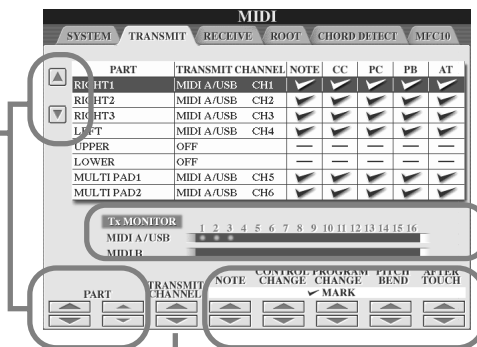 MIDI
SYSTEM TRANSMIT RECEIVE ROOT CHORD DETECT MFC10
PART TRANSMIT CHANNEL NOTE CC PC PB AT
RIGHT1 MIDI A/USB CH1
RIGHT2 MIDI A/USB CH2
RIGHT3 MIDI A/USB CH3
LEFT MIDI A/USB CH4
UPPER OFF — — — — —
LOWER OFF — — — — —
MULTI PAD1 MIDI A/USB CH5
MULTI PAD2 MIDI A/USB CH6
Tx MONITOR 1 2 3 4 5 6 7 8 9 10 11 12 13 14 15 16
MIDI A/USB
MIDI B
PART TRANSMIT CHANNEL NOTE CONTROL CHANGE PROGRAM CHANGE PITCH BEND AFTER TOUCH
MARK